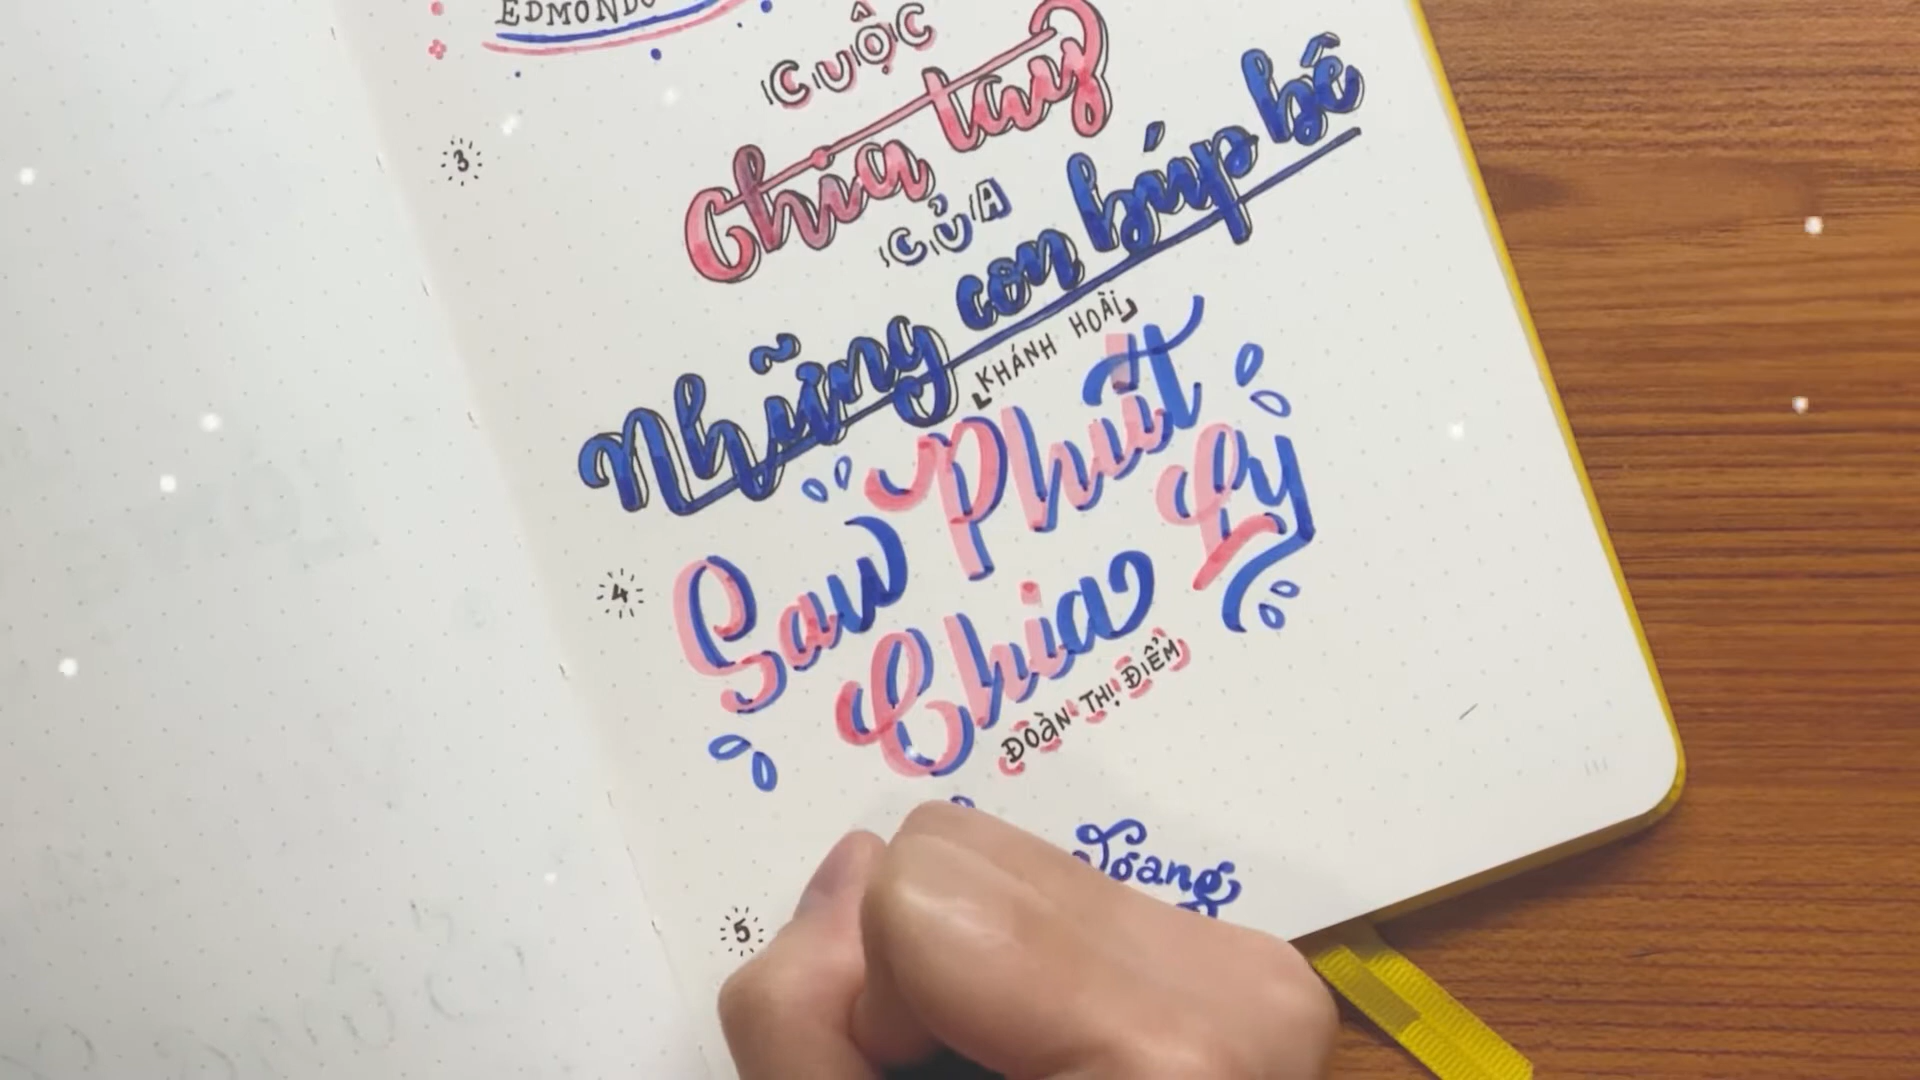 EDMONDO
3
CUỘC
Chia tay
CỦA
Những con búp bê
KHÁNH HOÀI
4
Sau Phút
Chia Ly
ĐOÀN THỊ ĐIỂM
5
Ngang